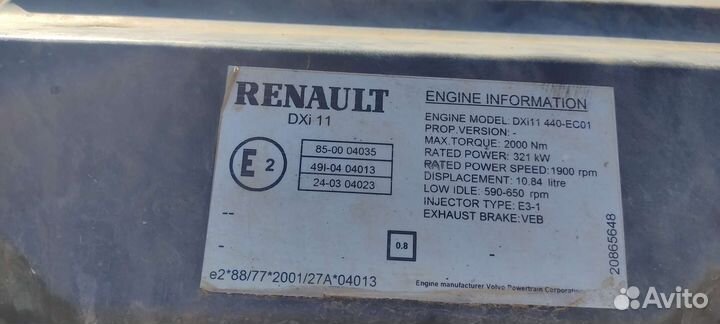 RENAULT
DXi 11
E 2
85-00 04035
49I-04 04013
24-03 04023
--
-
0.8
e2*88/77*2001/27A*04013
ENGINE INFORMATION
ENGINE MODEL: DXi11 440-EC01
PROP.VERSION: -
MAX.TORQUE: 2000 Nm
RATED POWER: 321 kW
RATED POWER SPEED: 1900 rpm
DISPLACEMENT: 10.84 litre
LOW IDLE: 590-650 rpm
INJECTOR TYPE: E3-1
EXHAUST BRAKE: VEB
Engine manufacturer Volvo Powertrain Corporation
20865648
Avito